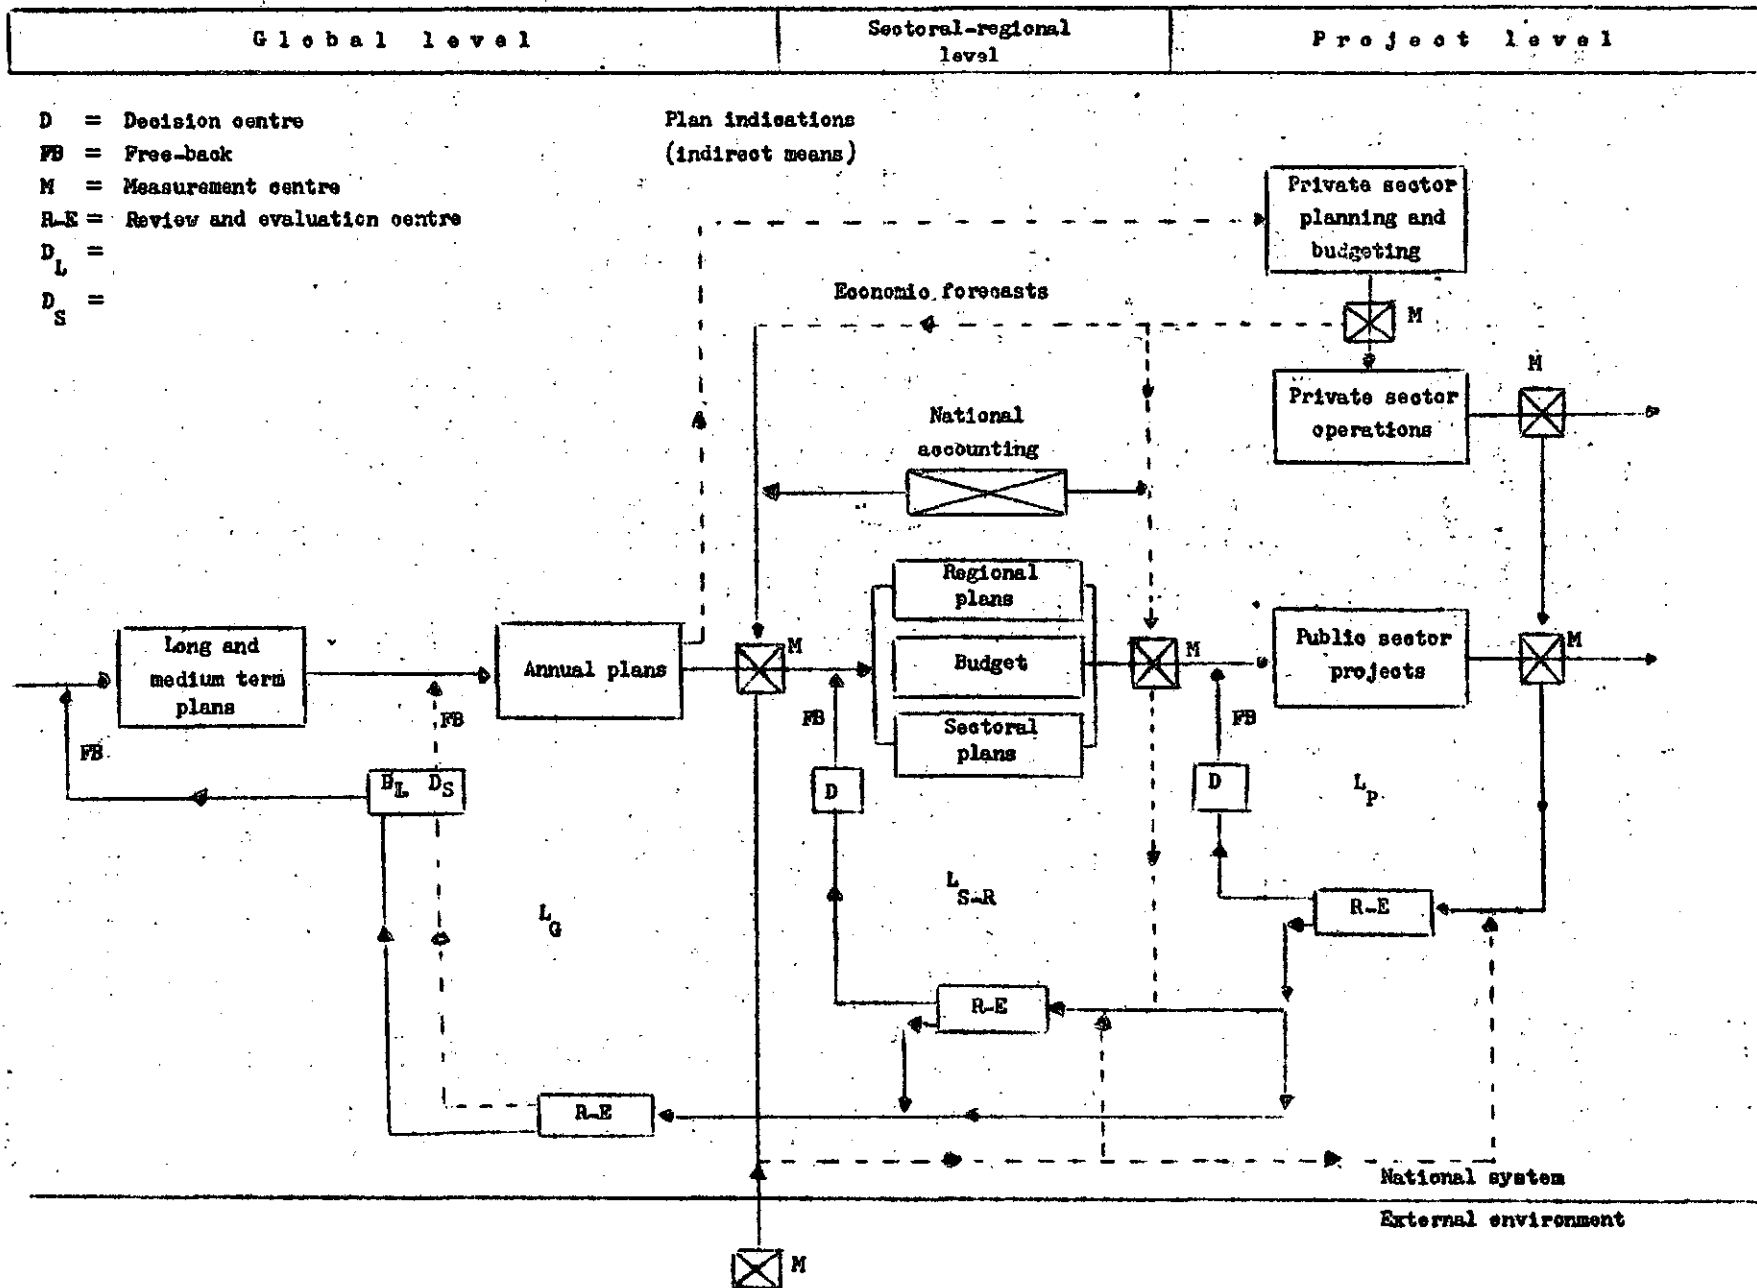 Global level
Sectoral-regional
level
Project level
D = Decision centre
FB = Free-back
M = Measurement centre
R-E = Review and evaluation centre
D_L =
D_S =
Plan indications
(indirect means)
Private sector
planning and
budgeting
Economic forecasts
M
M
Private sector
operations
National
accounting
Regional
plans
Long and
medium term
plans
Annual plans
M
Budget
M
Public sector
projects
M
FB
FB
FB
FB
Sectoral
plans
B_L D_S
D
D
L_P
L_S-R
L_G
R-E
R-E
R-E
National system
External environment
M